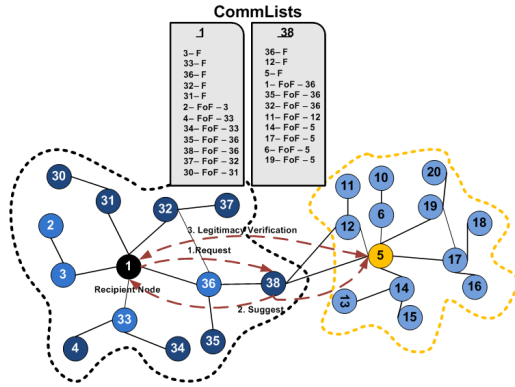 CommLists
1
3– F
33– F
36– F
32– F
31– F
2– FoF – 3
4– FoF – 33
34– FoF – 33
35– FoF – 36
38– FoF – 36
37– FoF – 32
30– FoF – 31
38
36– F
12– F
5– F
1– FoF – 36
35– FoF – 36
32– FoF – 36
11– FoF – 12
14– FoF – 5
17– FoF – 5
6– FoF – 5
19– FoF – 5
30
31
32
37
2
3
1
Recipient Node
3. Legitimacy Verification
1.Request
2. Suggest
36
38
33
4
34
35
11
10
20
12
6
19
18
5
17
16
13
14
15